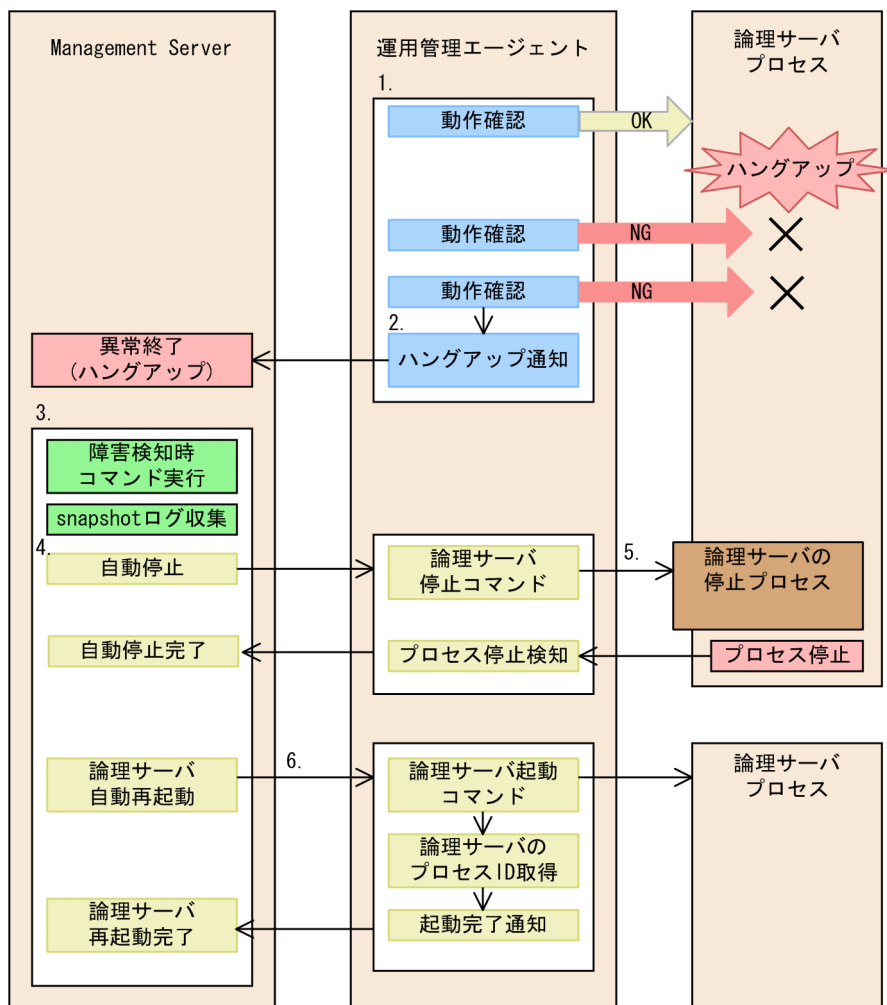 Management Server
運用管理エージェント
論理サーバ
プロセス
1.
動作確認
OK
ハングアップ
動作確認
NG
動作確認
NG
2.
異常終了
(ハングアップ)
ハングアップ通知
3.
障害検知時
コマンド実行
snapshotログ収集
4.
自動停止
論理サーバ
停止コマンド
5.
論理サーバの
停止プロセス
自動停止完了
プロセス停止検知
プロセス停止
論理サーバ
自動再起動
6.
論理サーバ起動
コマンド
論理サーバ
プロセス
論理サーバの
プロセスID取得
論理サーバ
再起動完了
起動完了通知